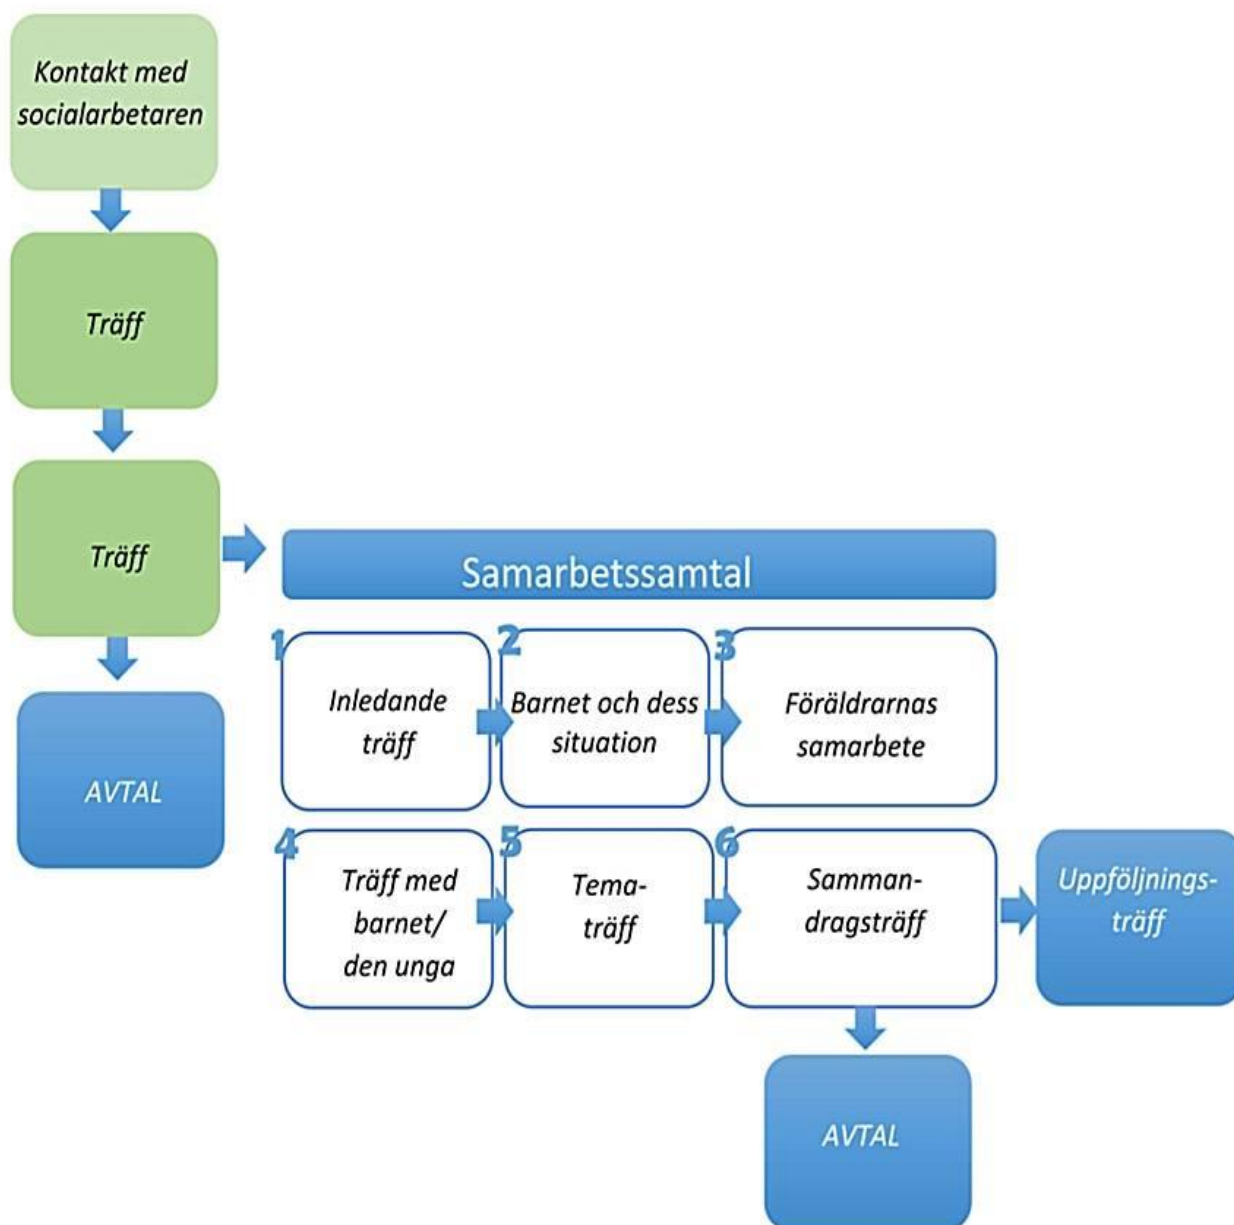 Kontakt med
socialarbetaren
Träff
Träff
Samarbetssamtal
1
Inledande
träff
2
Barnet och dess
situation
3
Föräldrarnas
samarbete
AVTAL
4
Träff med
barnet/
den unga
5
Tema-
träff
6
Samman-
dragsträff
Uppföljnings-
träff
AVTAL